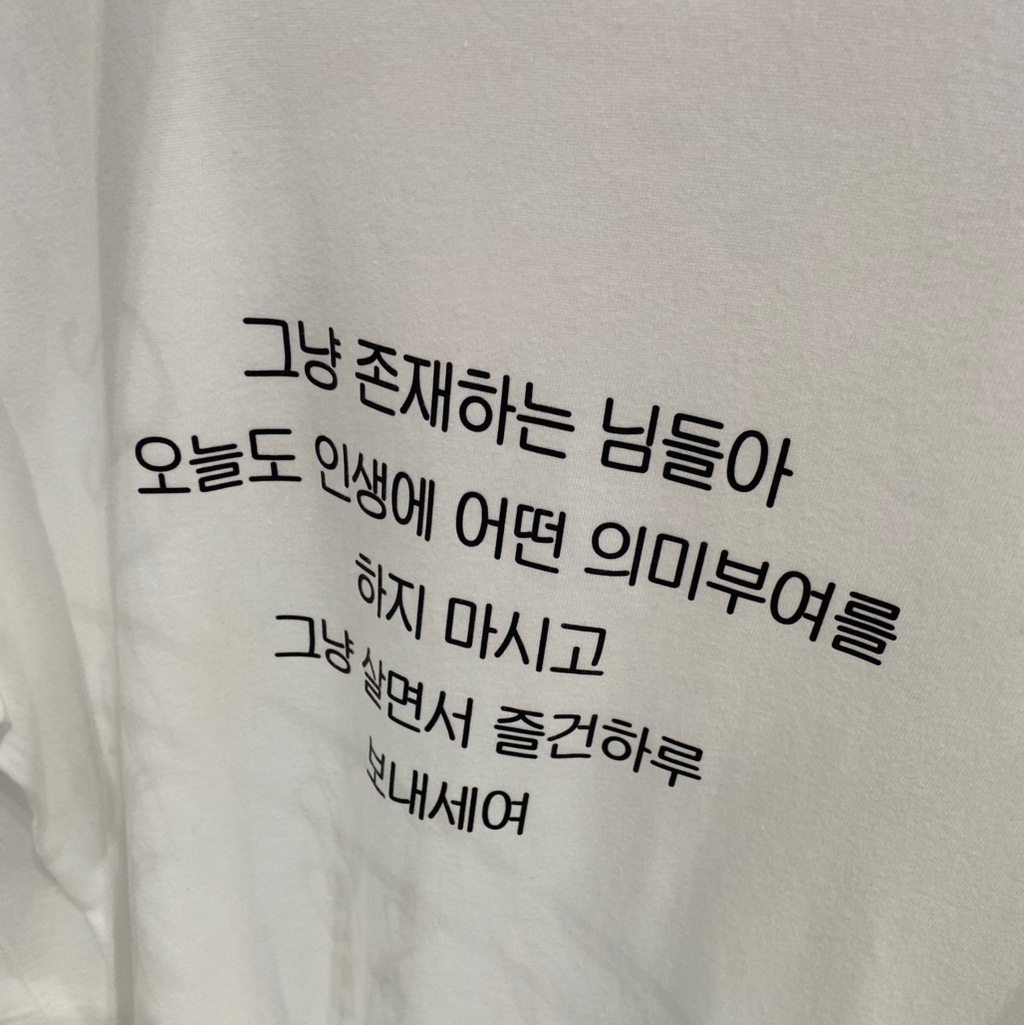 그냥 존재하는 님들아
오늘도 인생에 어떤 의미부여를
하지 마시고
그냥 살면서 즐건하루
보내세여